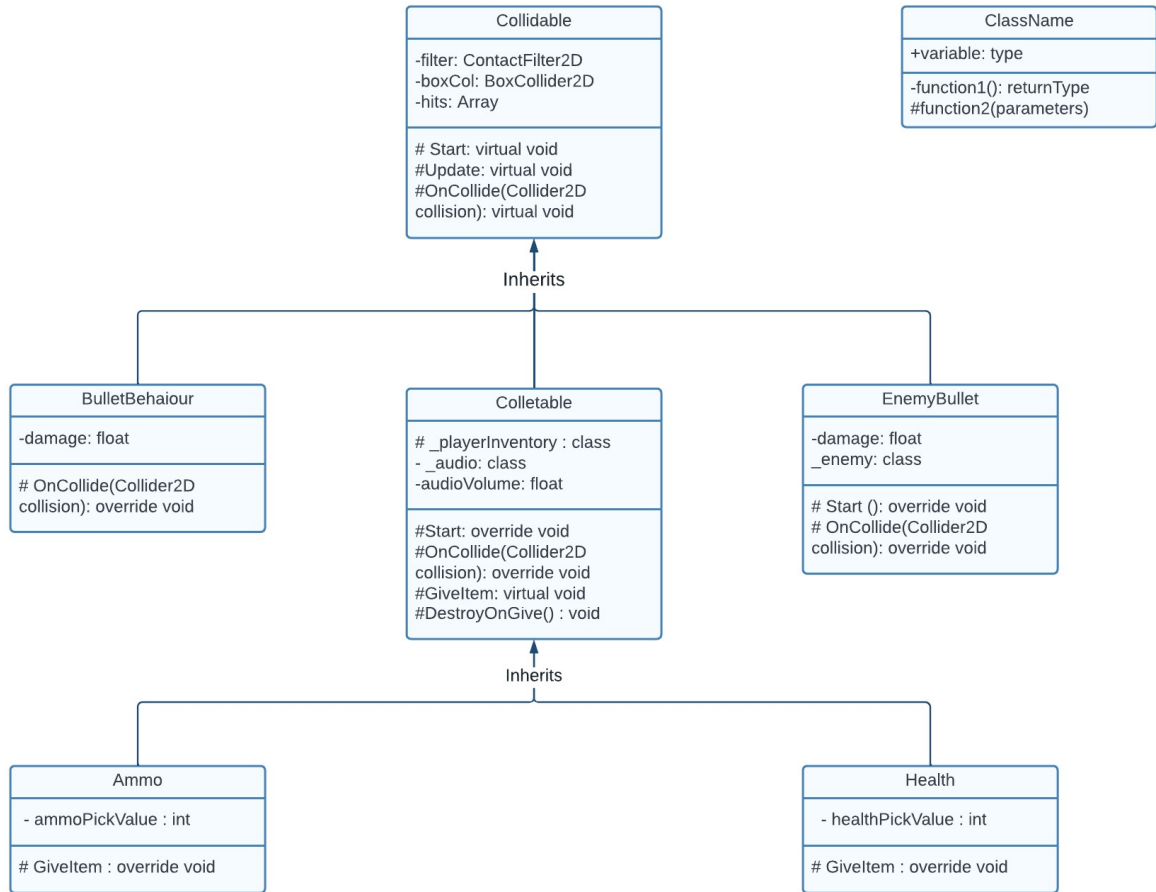 Collidable
-filter: ContactFilter2D
-boxCol: BoxCollider2D
-hits: Array
# Start: virtual void
#Update: virtual void
#OnCollide(Collider2D
collision): virtual void
ClassName
+variable: type
-function1(): returnType
#function2(parameters)
Inherits
BulletBehaiour
-damage: float
# OnCollide(Collider2D
collision): override void
Colletable
# _playerInventory : class
- _audio: class
-audioVolume: float
#Start: override void
#OnCollide(Collider2D
collision): override void
#GiveItem: virtual void
#DestroyOnGive() : void
EnemyBullet
-damage: float
_enemy: class
# Start (): override void
# OnCollide(Collider2D
collision): override void
Inherits
Ammo
- ammoPickValue : int
# GiveItem : override void
Health
- healthPickValue : int
# GiveItem : override void